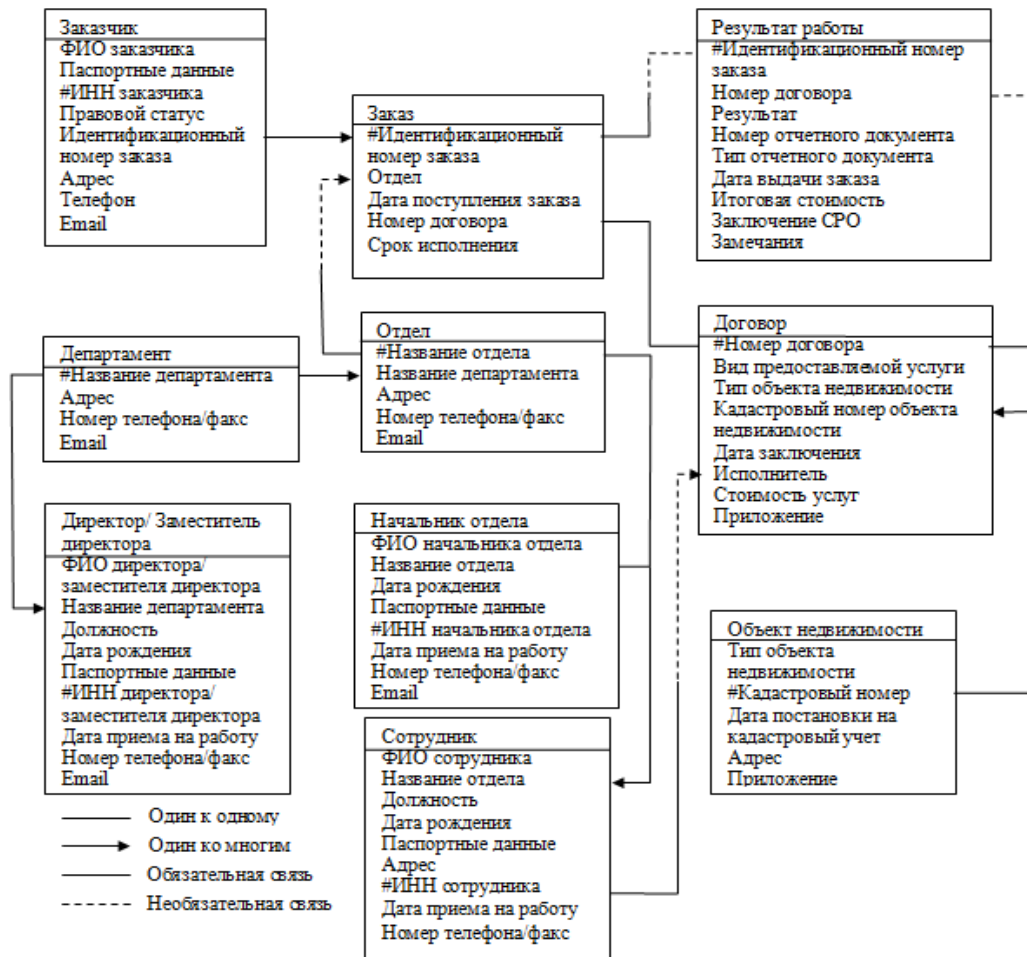 Заказчик
ФИО заказчика
Паспортные данные
#ИНН заказчика
Правовой статус
Идентификационный
номер заказа
Адрес
Телефон
Email
Заказ
#Идентификационный
номер заказа
Отдел
Дата поступления заказа
Номер договора
Срок исполнения
Результат работы
#Идентификационный номер
заказа
Номер договора
Результат
Номер отчетного документа
Тип отчетного документа
Дата выдачи заказа
Итоговая стоимость
Заключение СРО
Замечания
Департамент
#Название департамента
Адрес
Номер телефона/факс
Email
Отдел
#Название отдела
Название департамента
Адрес
Номер телефона/факс
Email
Договор
#Номер договора
Вид предоставляемой услуги
Тип объекта недвижимости
Кадастровый номер объекта
недвижимости
Дата заключения
Исполнитель
Стоимость услуг
Приложение
Директор/ Заместитель
директора
ФИО директора/
заместителя директора
Название департамента
Должность
Дата рождения
Паспортные данные
#ИНН директора/
заместителя директора
Дата приема на работу
Номер телефона/факс
Email
Начальник отдела
ФИО начальника отдела
Название отдела
Дата рождения
Паспортные данные
#ИНН начальника отдела
Дата приема на работу
Номер телефона/факс
Email
Объект недвижимости
Тип объекта
недвижимости
#Кадастровый номер
Дата постановки на
кадастровый учет
Адрес
Приложение
Сотрудник
ФИО сотрудника
Название отдела
Должность
Дата рождения
Паспортные данные
Адрес
#ИНН сотрудника
Дата приема на работу
Номер телефона/факс
Один к одному
Один ко многим
Обязательная связь
Необязательная связь